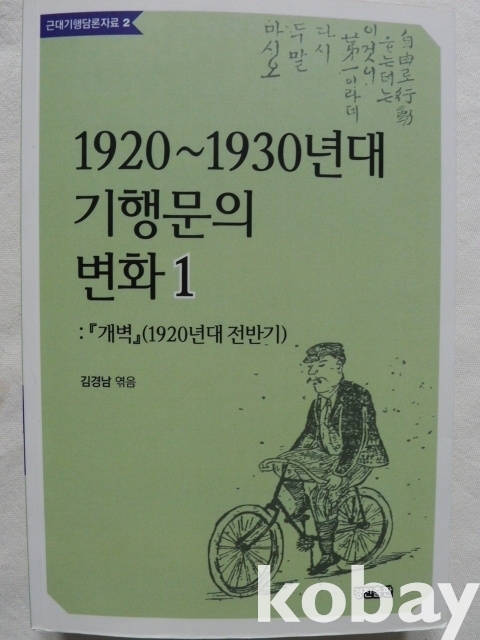 근대기행담론자료 2
自由로行動
을는데는
이것이
第一이라데
다시
두말
마시오
1920~1930년대
기행문의
변화 1
:『개벽』(1920년대 전반기)
김경남 엮음
kobay